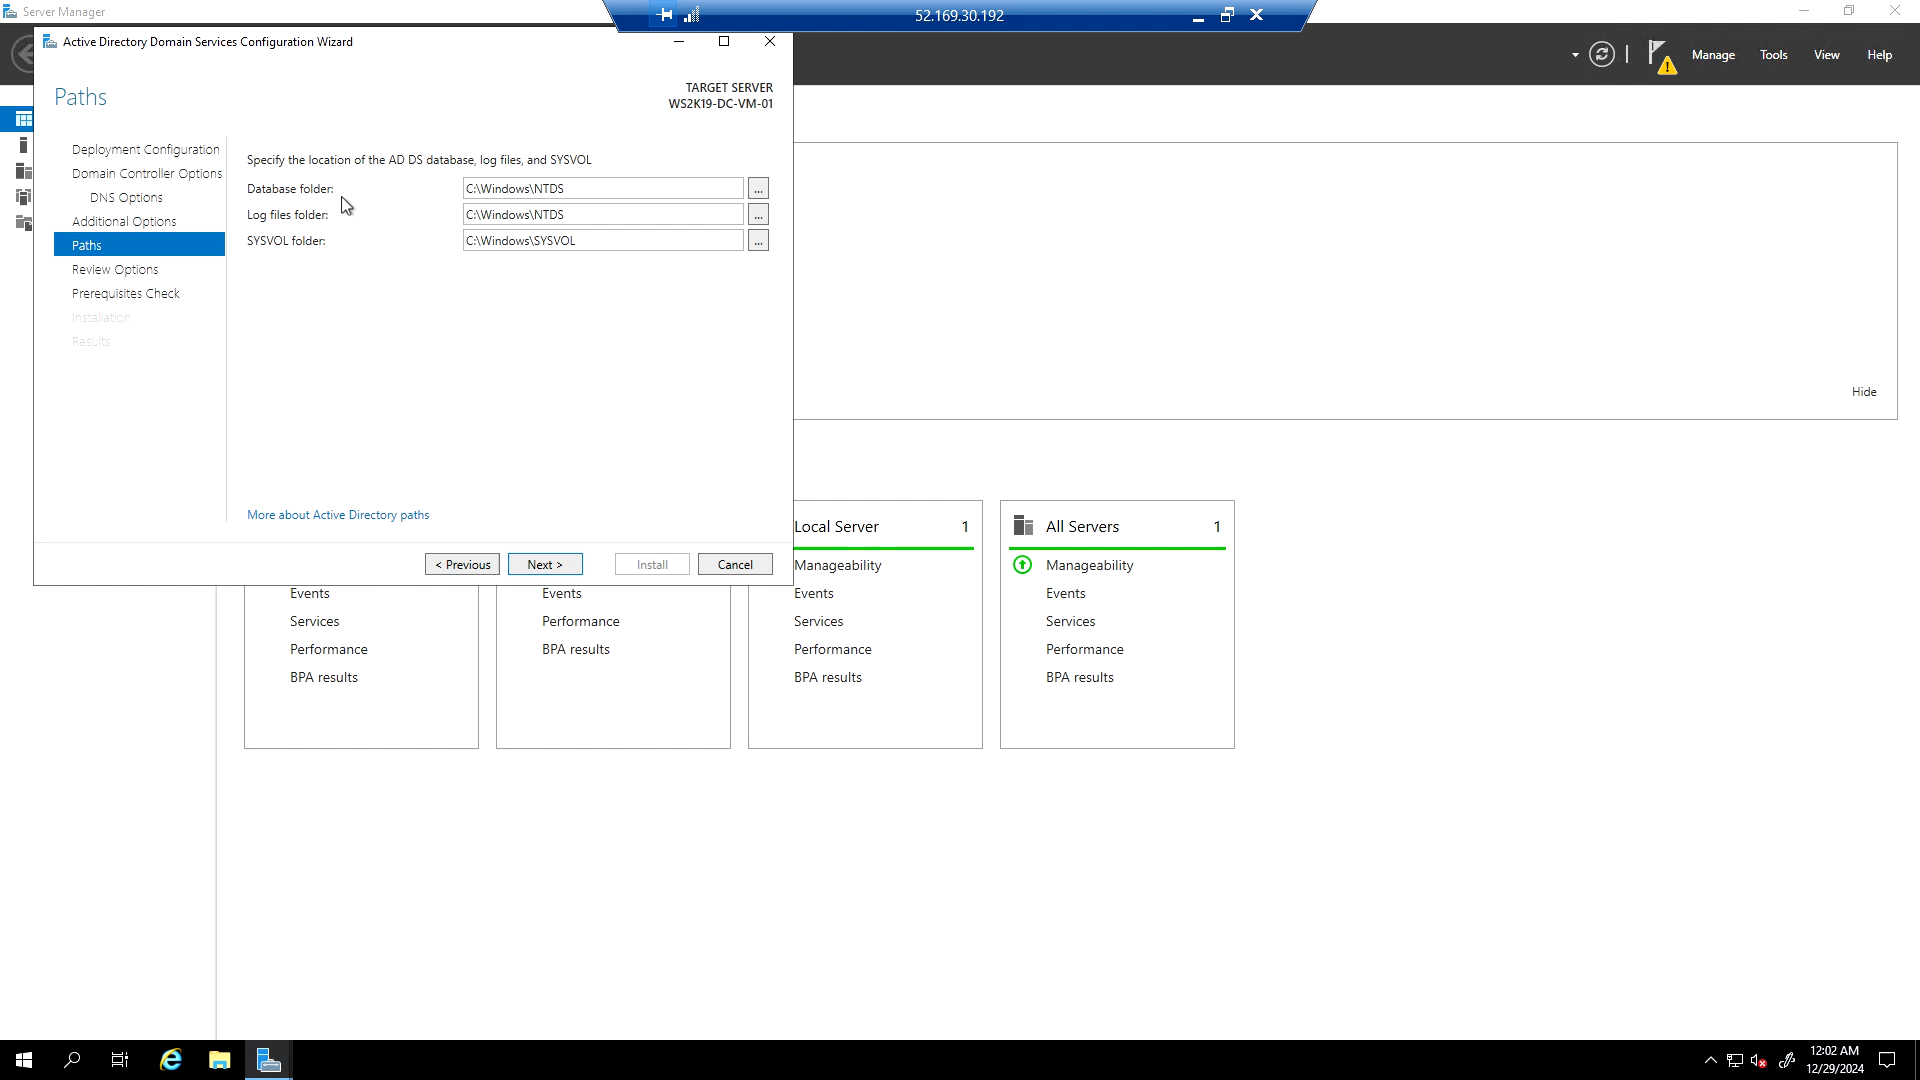 Server Manager
52.169.30.192
Active Directory Domain Services Configuration Wizard
Manage
Tools
View
Help
Paths
TARGET SERVER
WS2K19-DC-VM-01
Deployment Configuration
Domain Controller Options
DNS Options
Additional Options
Paths
Review Options
Prerequisites Check
Installation
Results
Specify the location of the AD DS database, log files, and SYSVOL
Database folder:
C:\Windows\NTDS
...
Log files folder:
C:\Windows\NTDS
...
SYSVOL folder:
C:\Windows\SYSVOL
...
More about Active Directory paths
< Previous
Next >
Install
Cancel
Hide
Events
Services
Performance
BPA results
Events
Performance
BPA results
Local Server 1
Manageability
Events
Services
Performance
BPA results
All Servers 1
Manageability
Events
Services
Performance
BPA results
12:02 AM
12/29/2024